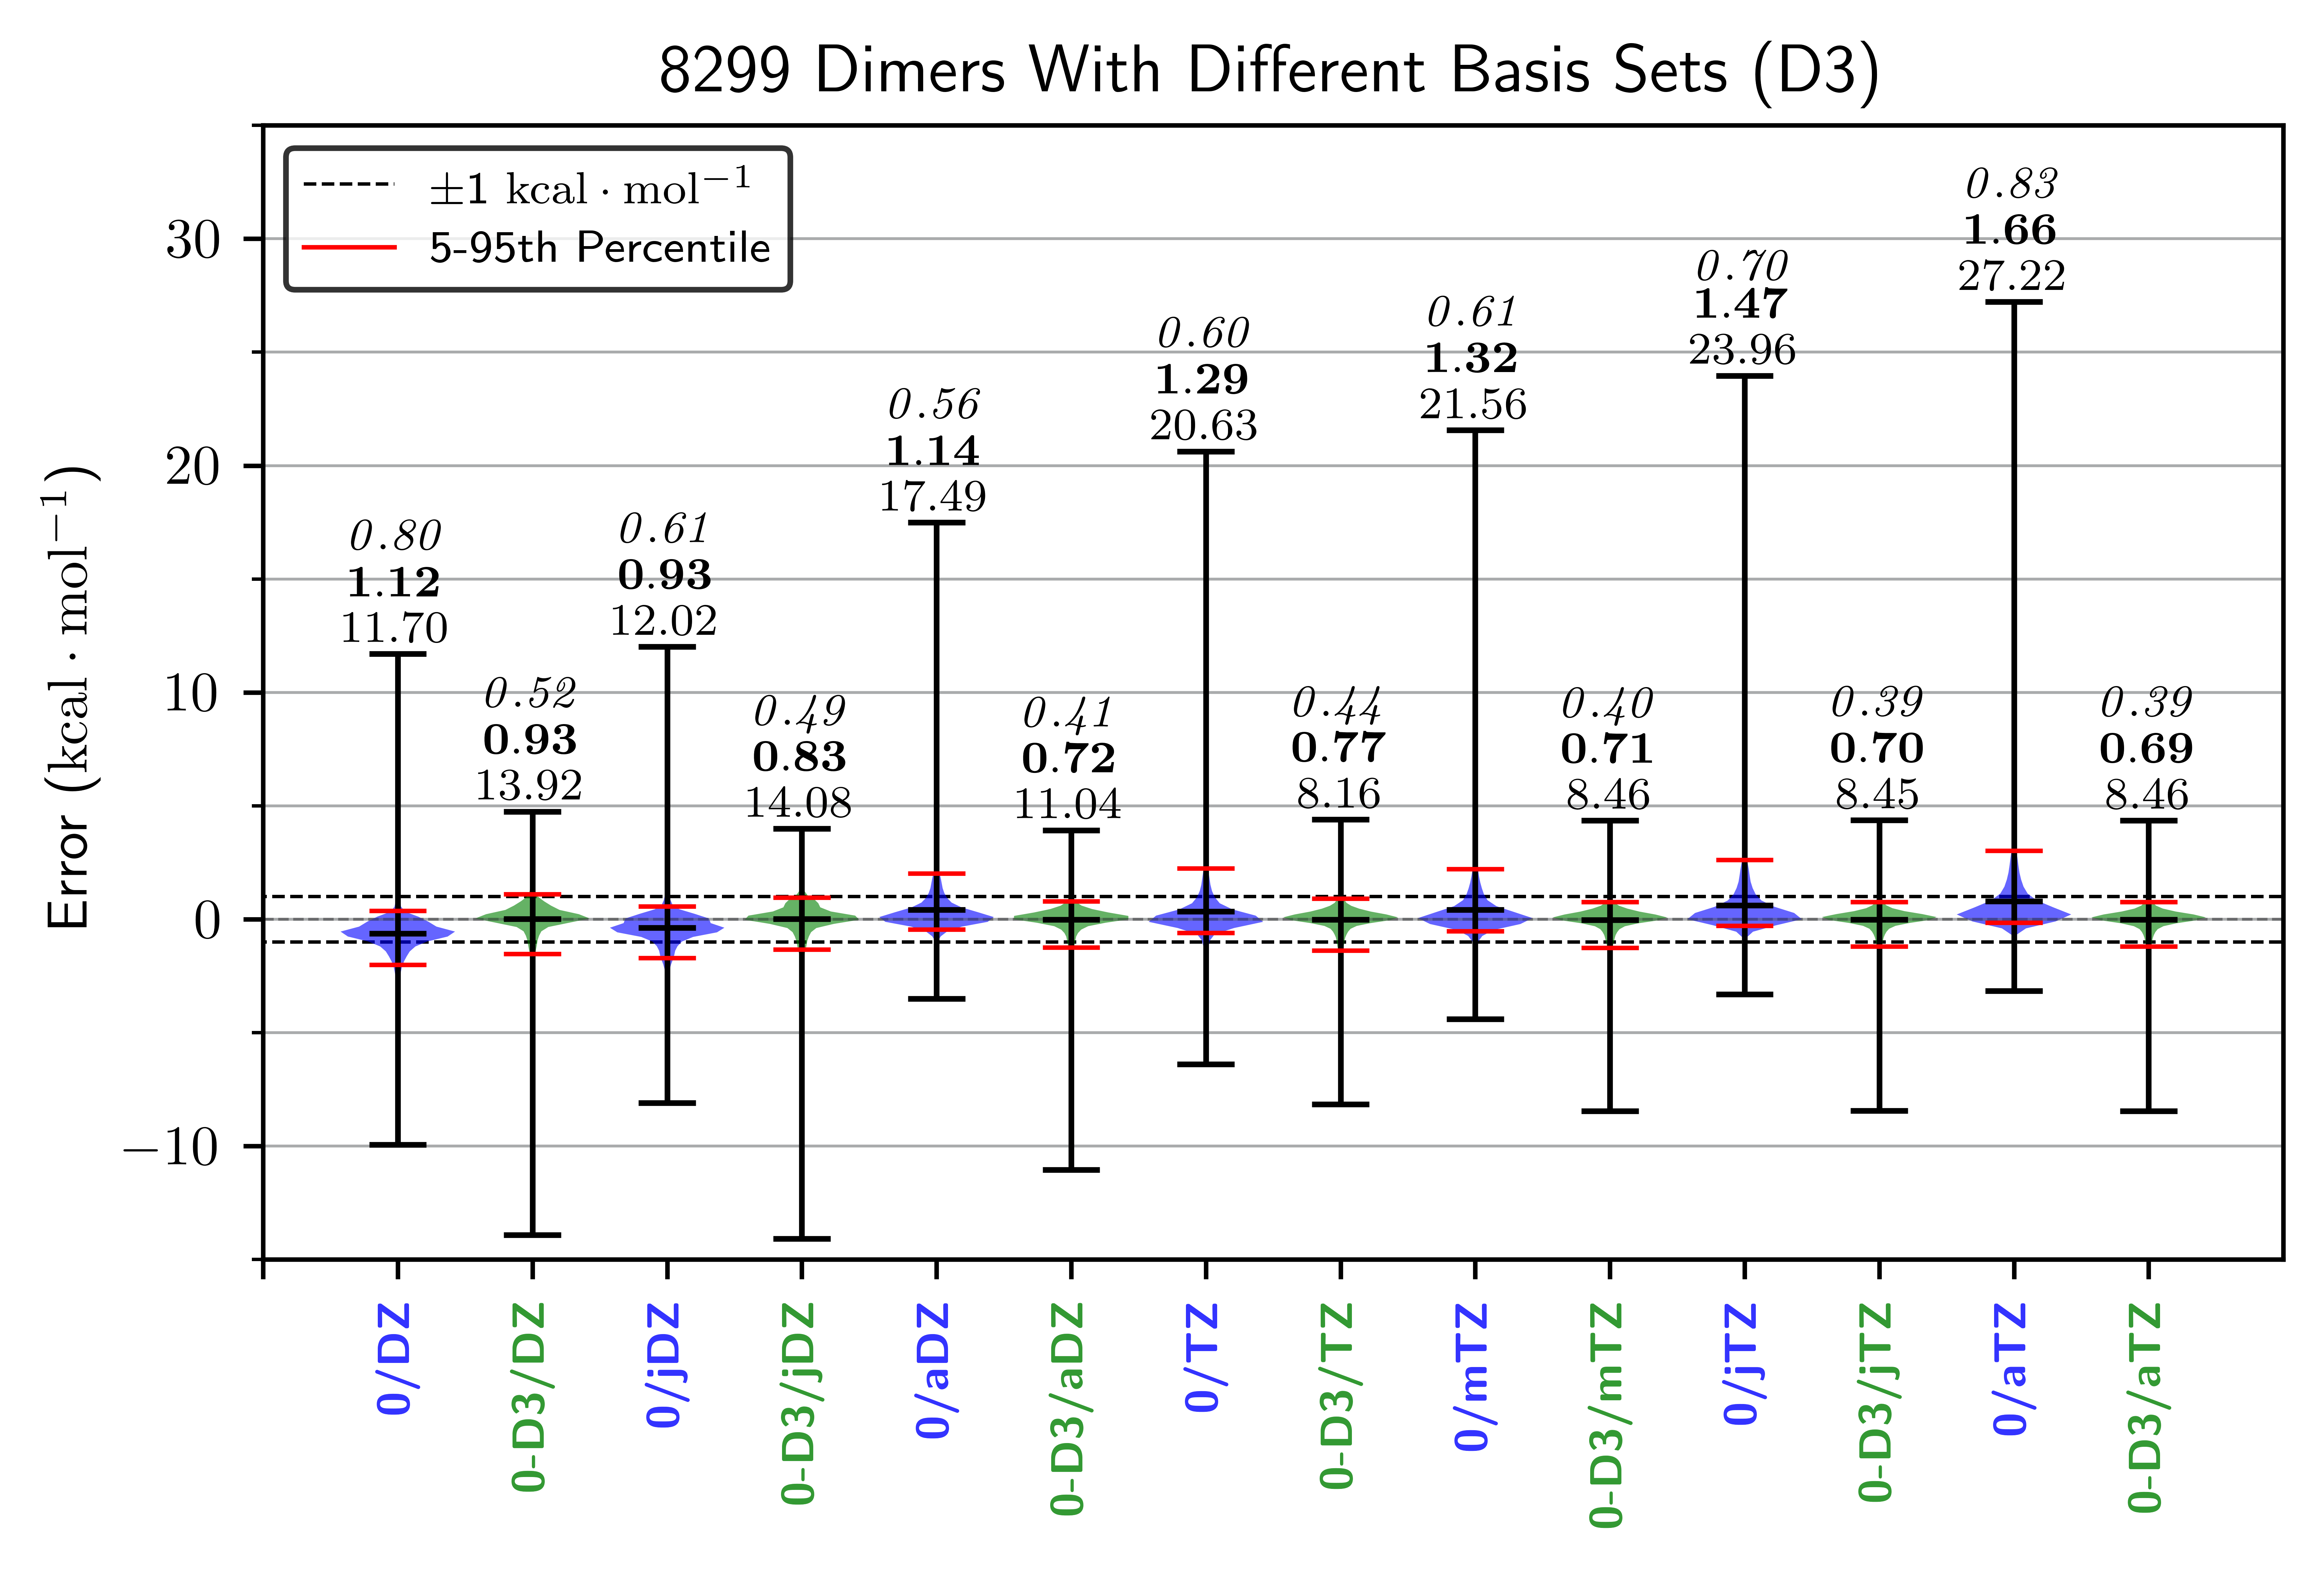 8299 Dimers With Different Basis Sets (D3)
±1 kcal · mol⁻¹
5-95th Percentile
Error (kcal · mol⁻¹)
30
20
10
0
−10
0.80
1.12
11.70
0.52
0.93
13.92
0.61
0.93
12.02
0.49
0.83
14.08
0.56
1.14
17.49
0.41
0.72
11.04
0.60
1.29
20.63
0.44
0.77
8.16
0.61
1.32
21.56
0.40
0.71
8.46
0.70
1.47
23.96
0.39
0.70
8.45
0.83
1.66
27.22
0.39
0.69
8.46
0/DZ
0-D3/DZ
0/jDZ
0-D3/jDZ
0/aDZ
0-D3/aDZ
0/TZ
0-D3/TZ
0/mTZ
0-D3/mTZ
0/jTZ
0-D3/jTZ
0/aTZ
0-D3/aTZ